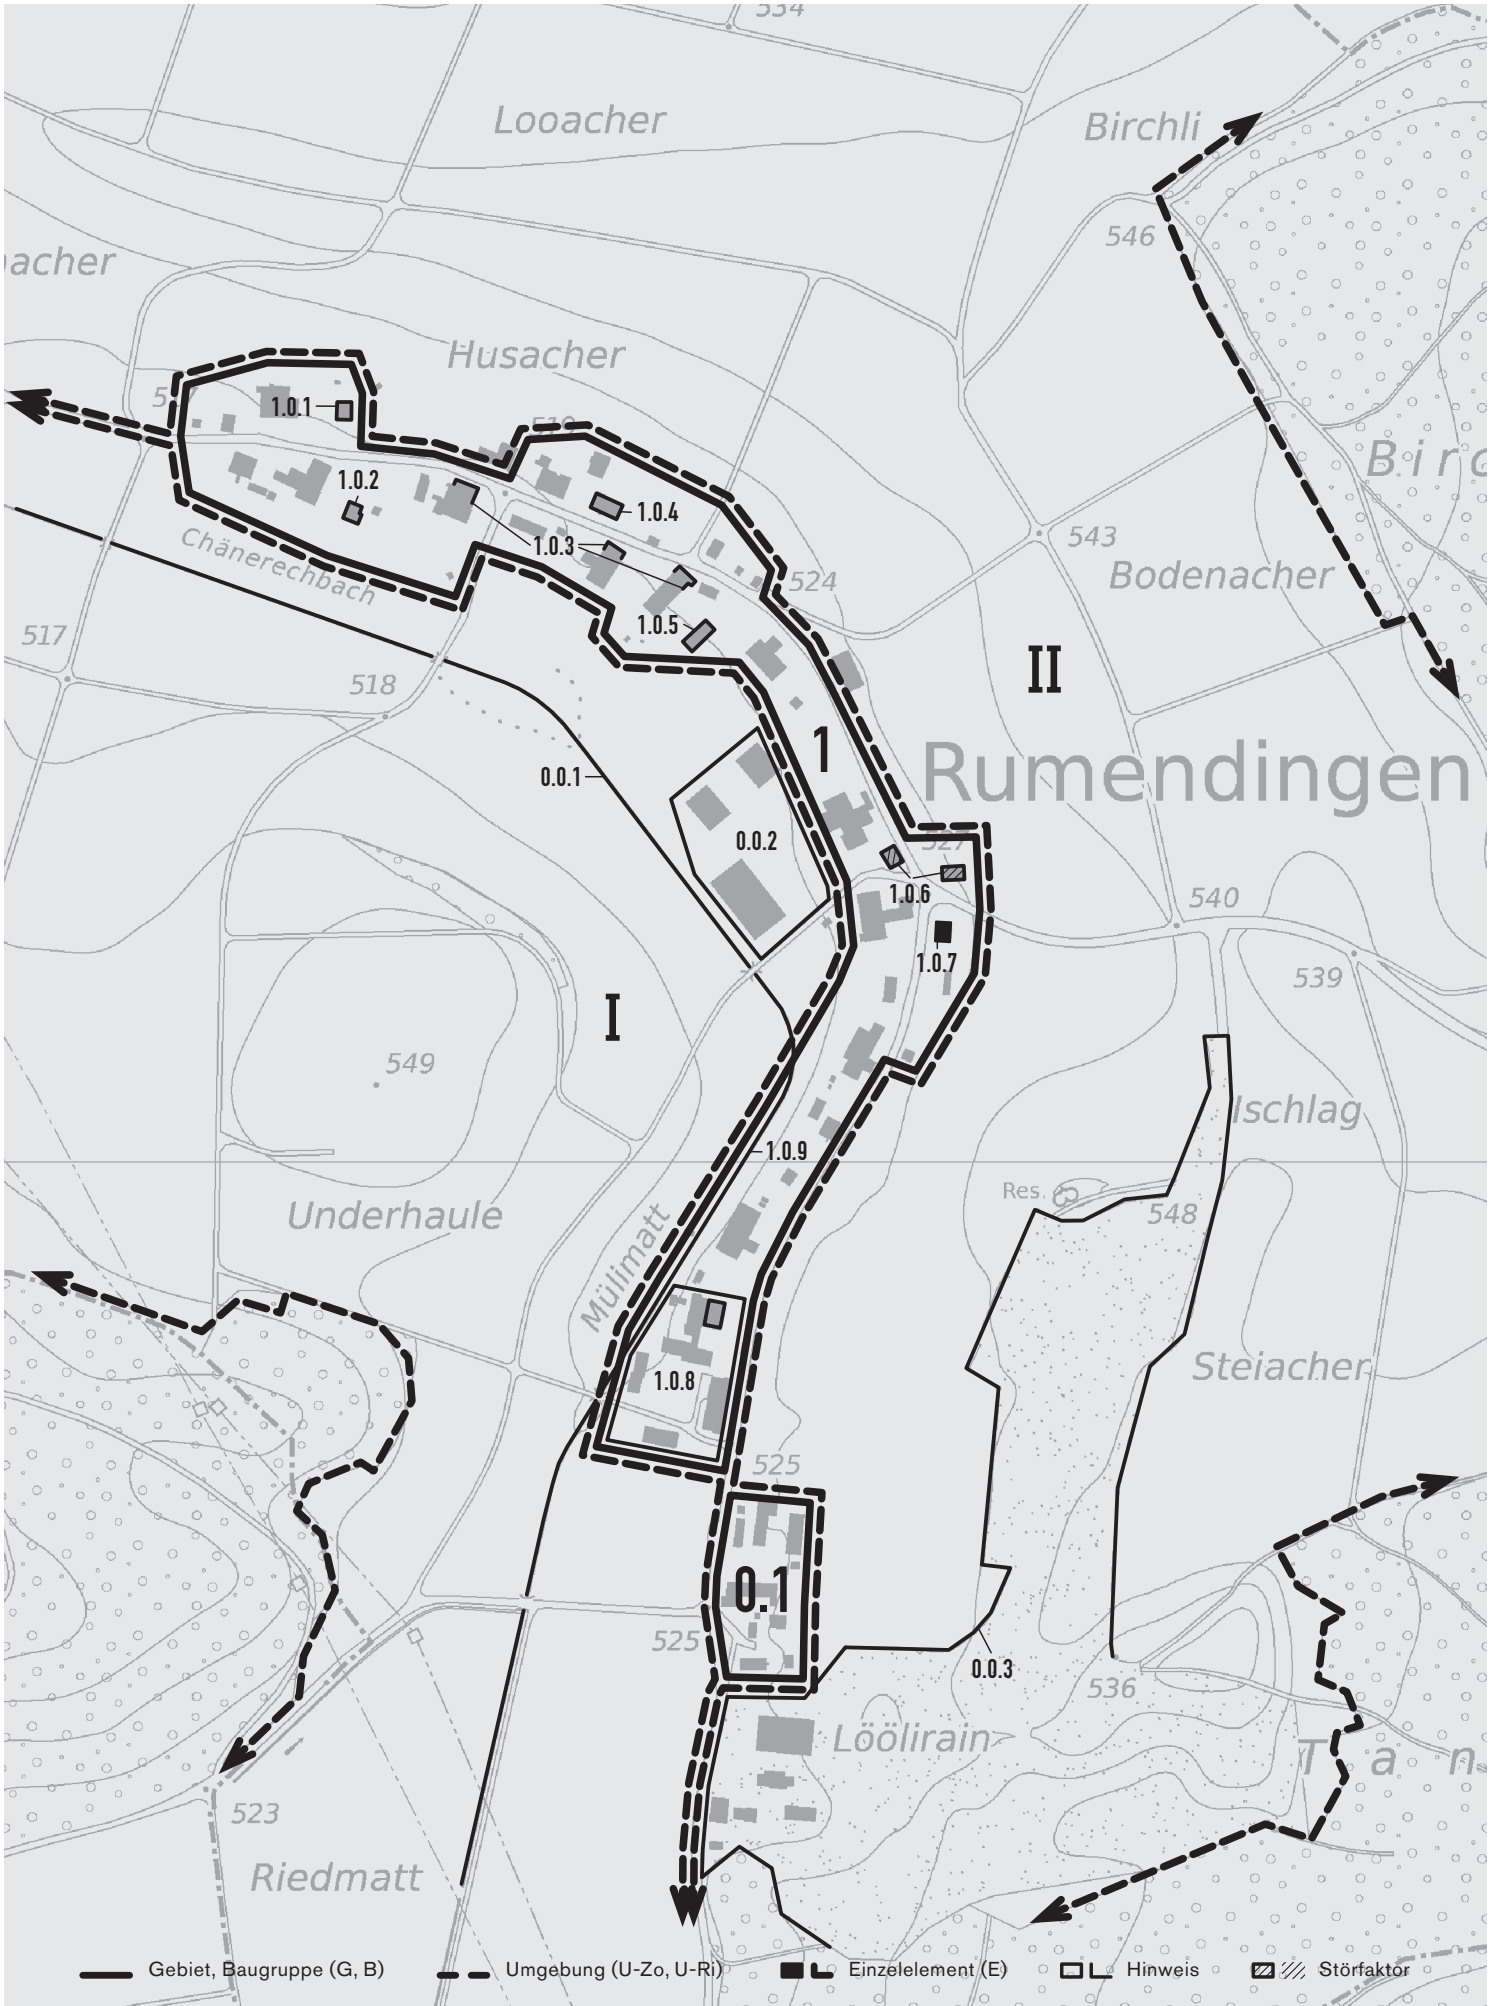 534
Looacher
Birchli
546
acher
Husacher
1.0.1
519
Birc
1.0.2
1.0.4
543
1.0.3
Chänerechbach
Bodenacher
524
517
1.0.5
518
II
1
Rumendingen
0.0.1
0.0.2
527
1.0.6
540
1.0.7
539
I
549
Ischlag
1.0.9
Res.
Underhaule
548
Mülimatt
Steiacher
1.0.8
525
0.1
525
0.0.3
536
Löölirain
Tan
523
Riedmatt
Gebiet, Baugruppe (G, B)
Umgebung (U-Zo, U-Ri)
Einzelelement (E)
Hinweis
Störfaktor